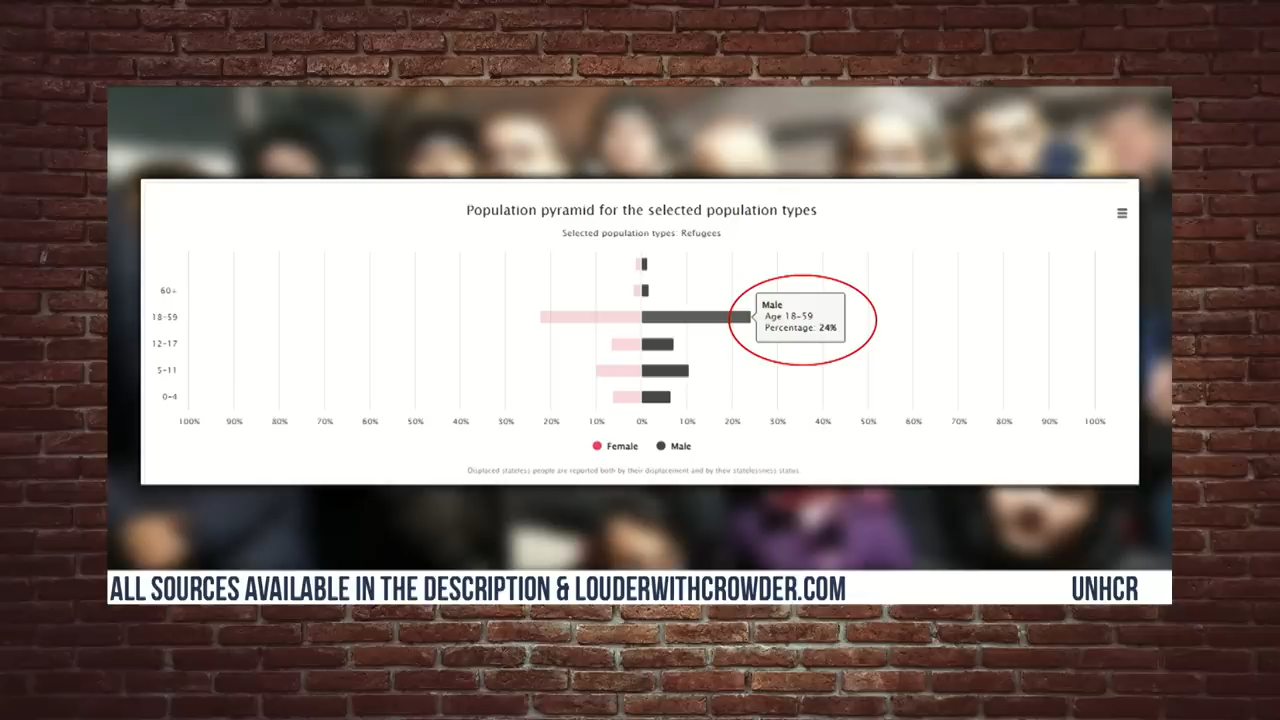 Population pyramid for the selected population types
Selected population types: Refugees
60+
18-59
12-17
5-11
0-4
Male
Age 18-59
Percentage: 24%
100% 90% 80% 70% 60% 50% 40% 30% 20% 10% 0% 10% 20% 30% 40% 50% 60% 70% 80% 90% 100%
Female Male
Displaced stateless people are reported both by their displacement and by their statelessness status.
ALL SOURCES AVAILABLE IN THE DESCRIPTION & LOUDERWITHCROWDER.COM UNHCR